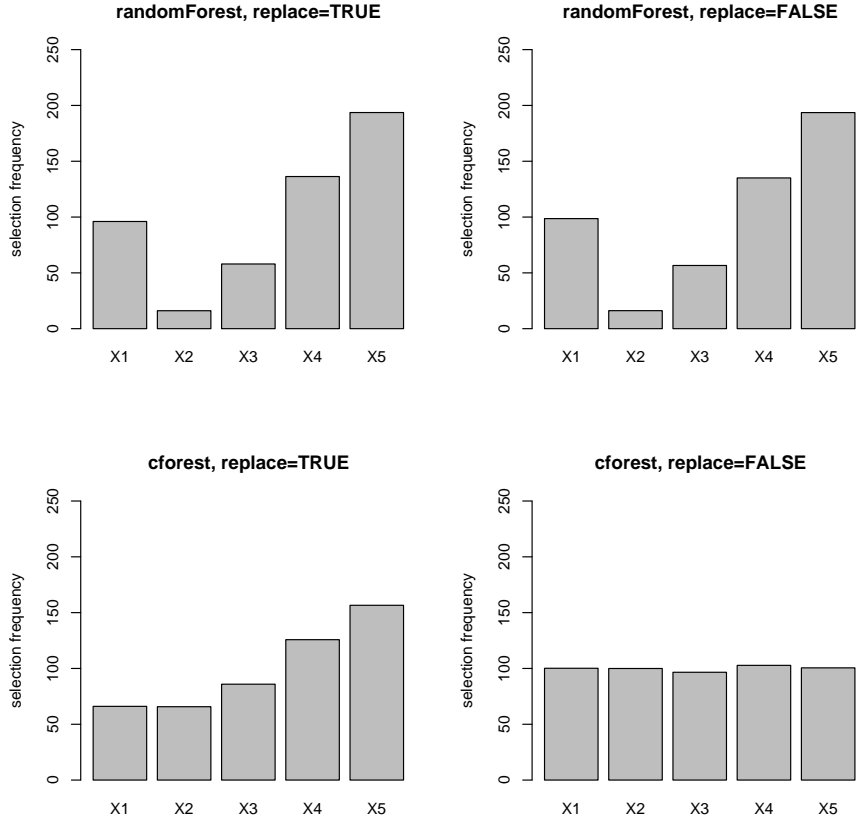 randomForest, replace=TRUE
selection frequency
250
200
150
100
50
0
X1 X2 X3 X4 X5
randomForest, replace=FALSE
selection frequency
250
200
150
100
50
0
X1 X2 X3 X4 X5
cforest, replace=TRUE
selection frequency
250
200
150
100
50
0
X1 X2 X3 X4 X5
cforest, replace=FALSE
selection frequency
250
200
150
100
50
0
X1 X2 X3 X4 X5